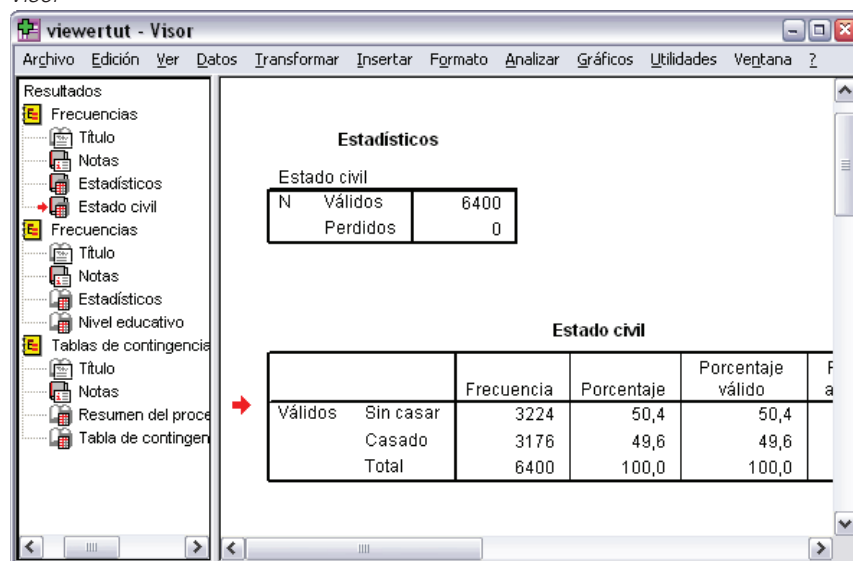 Visor
viewertut - Visor
Archivo Edición Ver Datos Transformar Insertar Formato Analizar Gráficos Utilidades Ventana ?
Resultados
Frecuencias
Título
Notas
Estadísticos
Estado civil
Frecuencias
Título
Notas
Estadísticos
Nivel educativo
Tablas de contingencia
Título
Notas
Resumen del proce
Tabla de contingen
Estadísticos
Estado civil
N Válidos 6400
Perdidos 0
Estado civil
Frecuencia Porcentaje Porcentaje válido
Válidos Sin casar 3224 50,4 50,4
Casado 3176 49,6 49,6
Total 6400 100,0 100,0